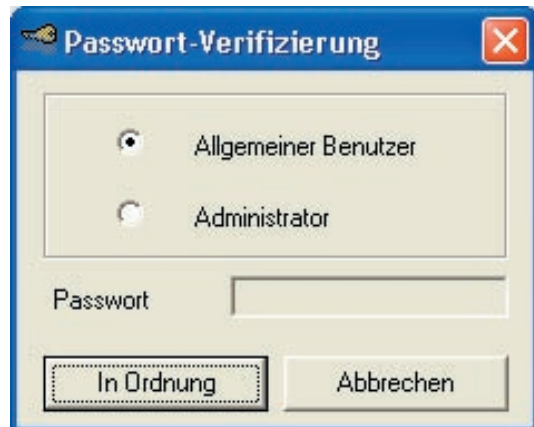 Passwort-Verifizierung
Allgemeiner Benutzer
Administrator
Passwort
In Ordnung
Abbrechen